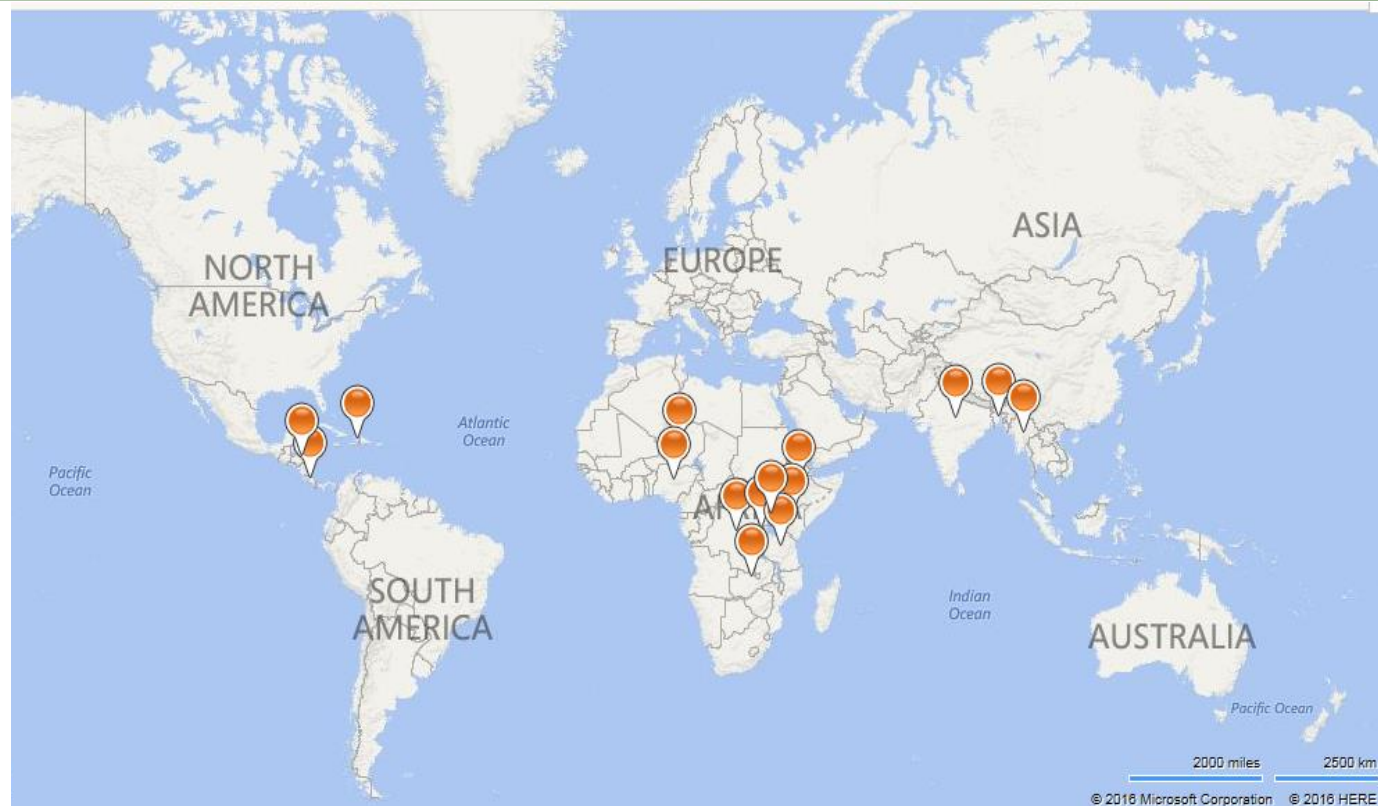 ASIA
EUROPE
NORTH
AMERICA
Atlantic
Ocean
Pacific
Ocean
AFRICA
SOUTH
AMERICA
Indian
Ocean
AUSTRALIA
Pacific Ocean
2000 miles
2500 km
© 2016 Microsoft Corporation
© 2016 HERE